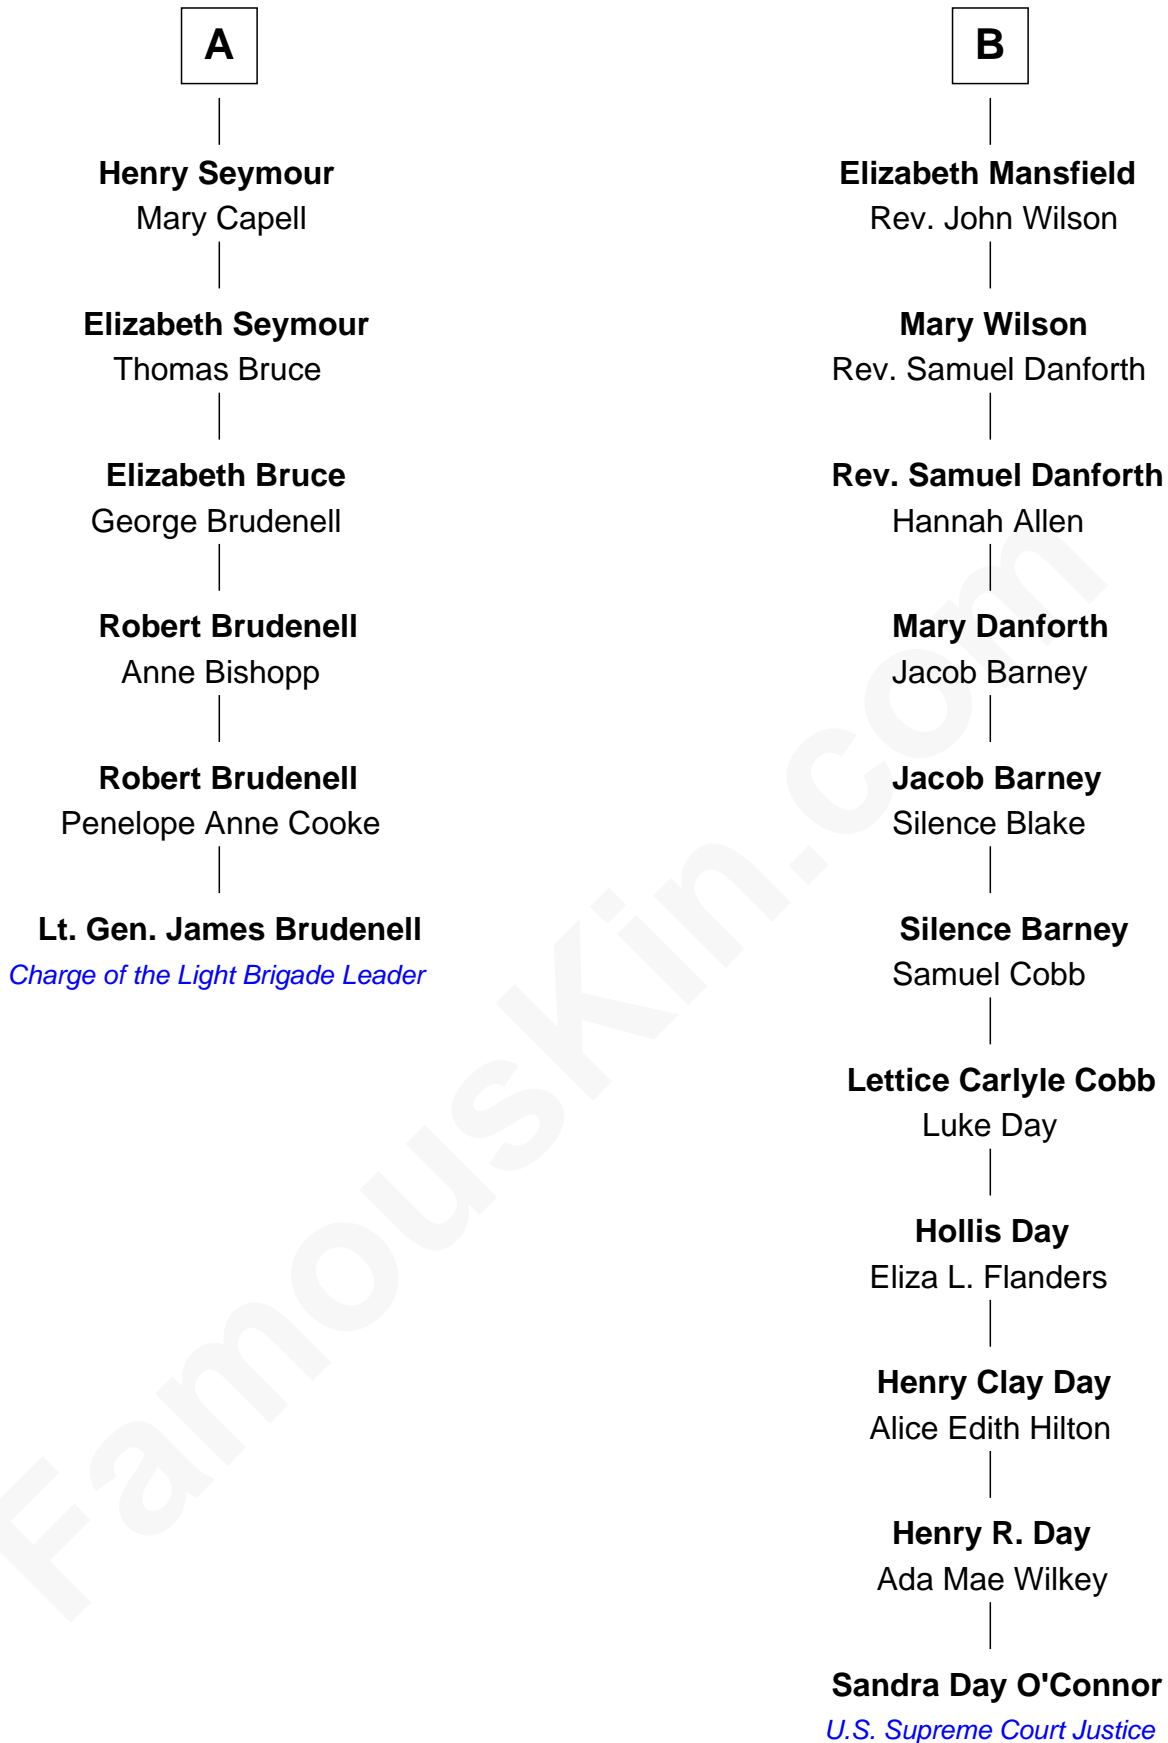 A
Henry Seymour
Mary Capell
Elizabeth Seymour
Thomas Bruce
Elizabeth Bruce
George Brudenell
Robert Brudenell
Anne Bishopp
Robert Brudenell
Penelope Anne Cooke
Lt. Gen. James Brudenell
Charge of the Light Brigade Leader
B
Elizabeth Mansfield
Rev. John Wilson
Mary Wilson
Rev. Samuel Danforth
Rev. Samuel Danforth
Hannah Allen
Mary Danforth
Jacob Barney
Jacob Barney
Silence Blake
Silence Barney
Samuel Cobb
Lettice Carlyle Cobb
Luke Day
Hollis Day
Eliza L. Flanders
Henry Clay Day
Alice Edith Hilton
Henry R. Day
Ada Mae Wilkey
Sandra Day O'Connor
U.S. Supreme Court Justice
FamousKin.com